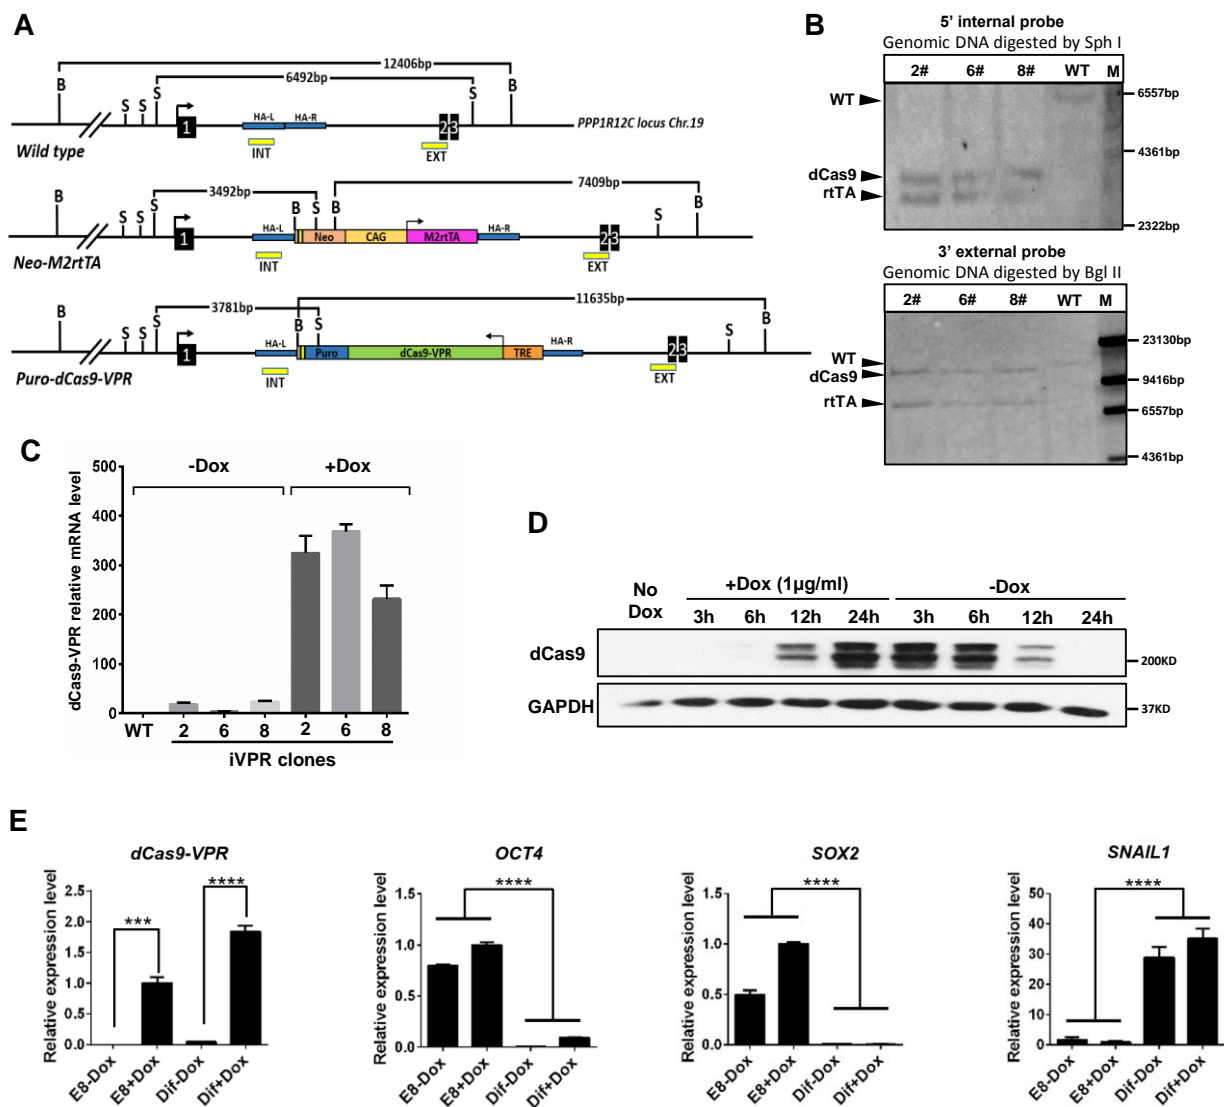 A
12406bp
B
6492bp
S
B
B
S S S
1
HA-L
HA-R
2 3
PPP1R12C locus Chr.19
INT
EXT
Wild type
3492bp
7409bp
B
S S S
B S B
S
B
1
HA-L
Neo
CAG
M2rtTA
HA-R
2 3
Neo-M2rtTA
INT
EXT
3781bp
11635bp
B
S S S
B S
S
B
1
HA-L
Puro
dCas9-VPR
TRE
HA-R
2 3
Puro-dCas9-VPR
INT
EXT
B
5' internal probe
Genomic DNA digested by Sph I
2# 6# 8# WT M
WT
6557bp
4361bp
dCas9
rtTA
2322bp
3' external probe
Genomic DNA digested by Bgl II
2# 6# 8# WT M
23130bp
WT
dCas9
9416bp
rtTA
6557bp
4361bp
C
dCas9-VPR relative mRNA level
500
400
300
200
100
0
-Dox
+Dox
WT 2 6 8 2 6 8
iVPR clones
D
No Dox
+Dox (1µg/ml)
-Dox
3h 6h 12h 24h 3h 6h 12h 24h
dCas9
200KD
GAPDH
37KD
E
dCas9-VPR
Relative expression level
2.5
2.0
1.5
1.0
0.5
0.0
***
****
E8-Dox E8+Dox Dif-Dox Dif+Dox
OCT4
Relative expression level
1.5
1.0
0.5
0.0
****
E8-Dox E8+Dox Dif-Dox Dif+Dox
SOX2
Relative expression level
1.5
1.0
0.5
0.0
****
E8-Dox E8+Dox Dif-Dox Dif+Dox
SNAIL1
Relative expression level
50
40
30
20
10
0
****
E8-Dox E8+Dox Dif-Dox Dif+Dox